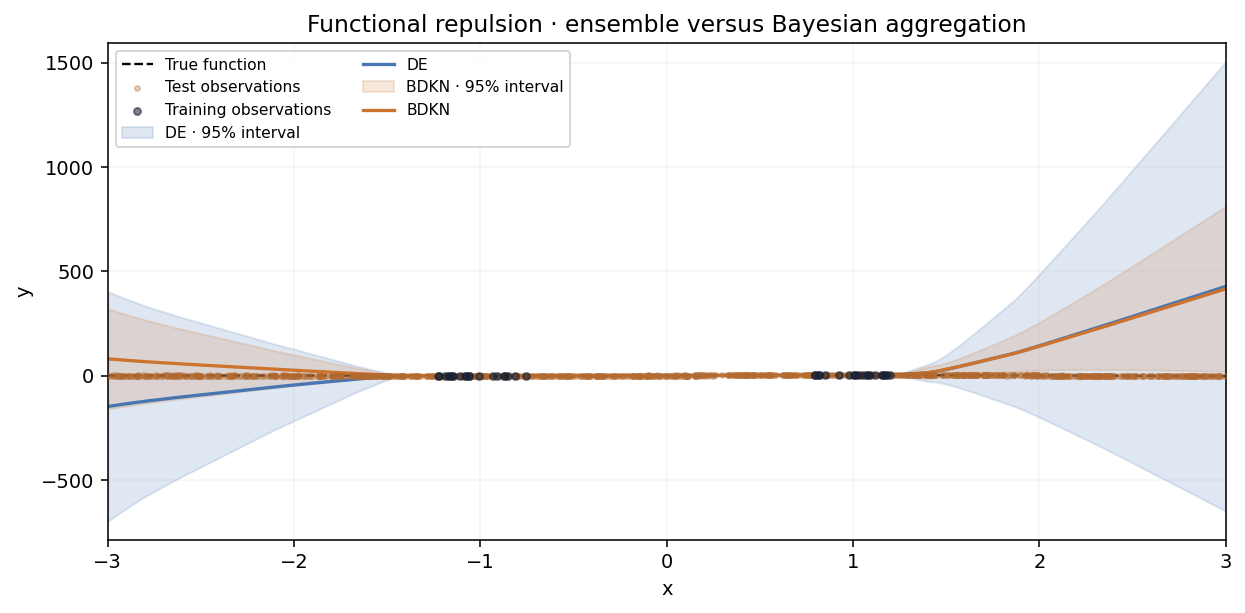 Functional repulsion · ensemble versus Bayesian aggregation
True function
Test observations
Training observations
DE · 95% interval
DE
BDKN · 95% interval
BDKN
1500
1000
500
0
−500
y
−3
−2
−1
0
1
2
3
x